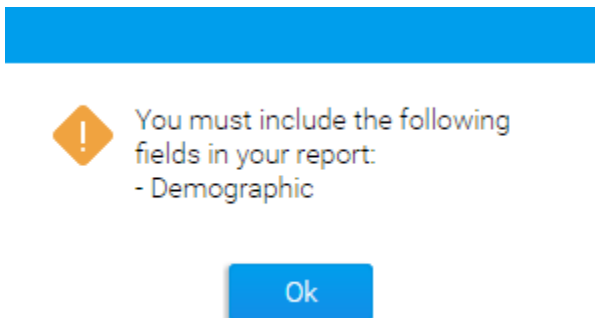 You must include the following
fields in your report:
- Demographic
Ok